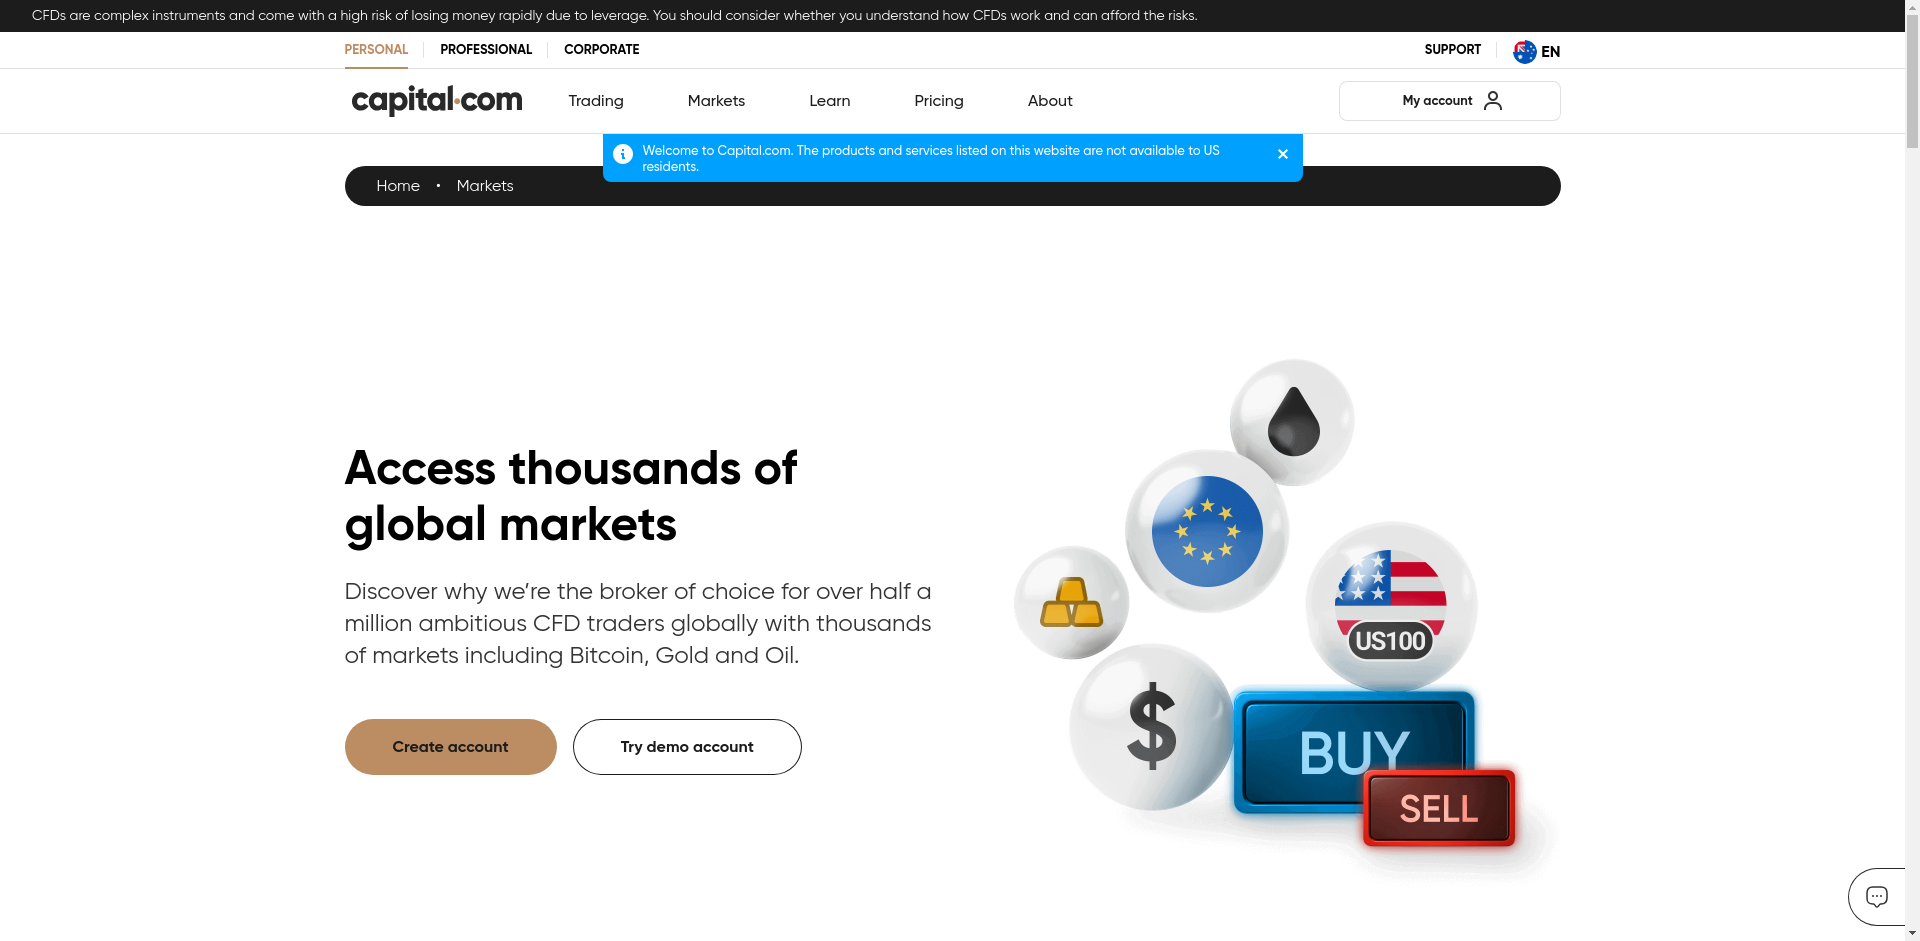 CFDs are complex instruments and come with a high risk of losing money rapidly due to leverage. You should consider whether you understand how CFDs work and can afford the risks.
PERSONAL PROFESSIONAL CORPORATE SUPPORT EN
capital.com Trading Markets Learn Pricing About My account
Welcome to Capital.com. The products and services listed on this website are not available to US
residents.
Home • Markets
Access thousands of
global markets
Discover why we’re the broker of choice for over half a
million ambitious CFD traders globally with thousands
of markets including Bitcoin, Gold and Oil.
Create account Try demo account
US100
$
BUY
SELL